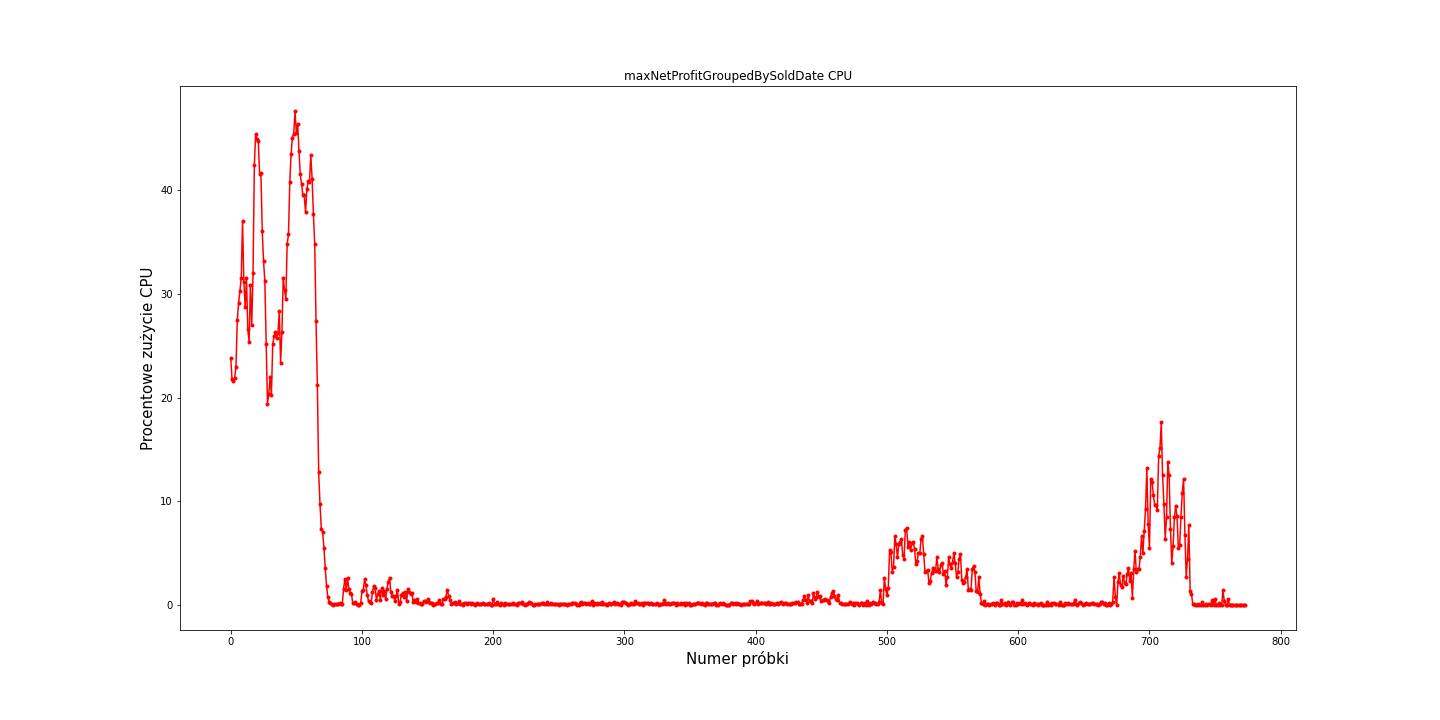 maxNetProfitGroupedBySoldDate CPU
Procentowe zużycie CPU
40
30
20
10
0
0 100 200 300 400 500 600 700 800
Numer próbki